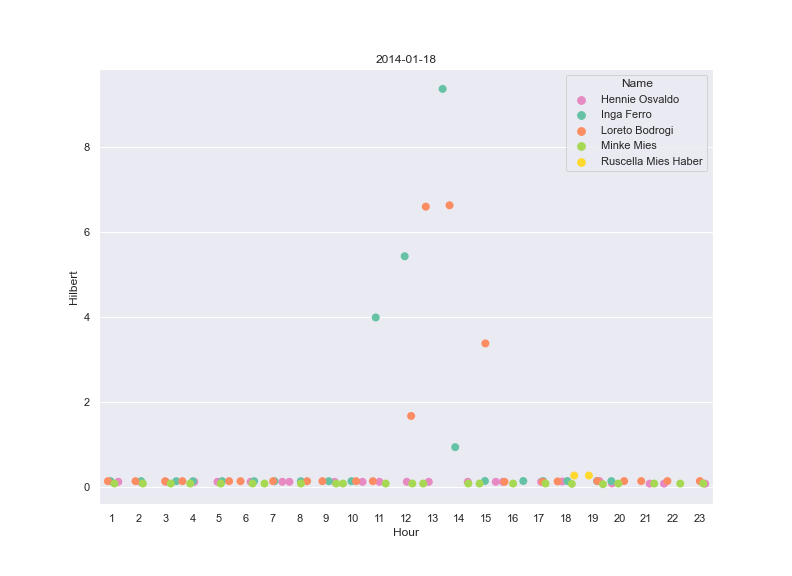 2014-01-18
Name
Hennie Osvaldo
Inga Ferro
Loreto Bodrogi
Minke Mies
Ruscella Mies Haber
Hilbert
8
6
4
2
0
1 2 3 4 5 6 7 8 9 10 11 12 13 14 15 16 17 18 19 20 21 22 23
Hour